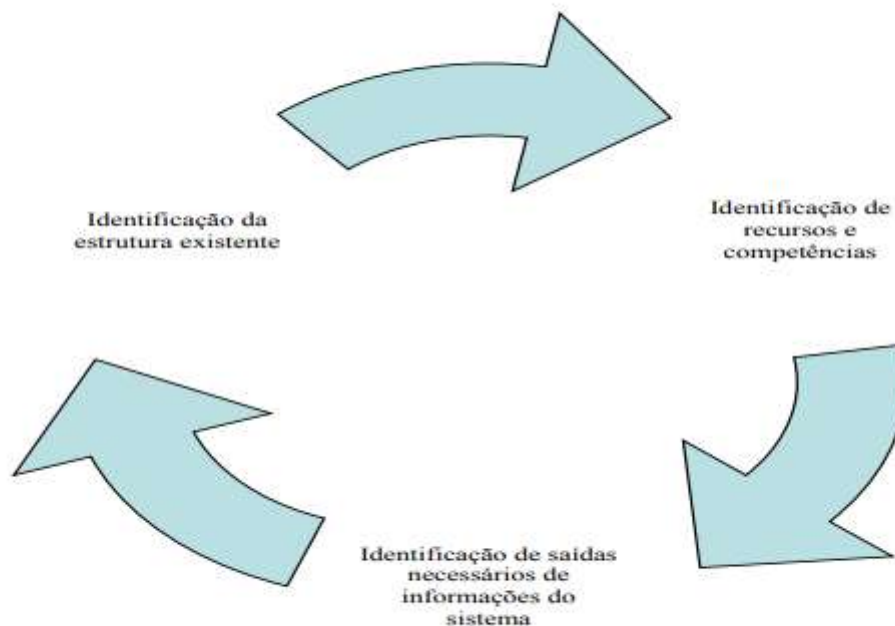 Identificação da
estrutura existente
Identificação de
recursos e
competências
Identificação de saídas
necessários de
informações do
sistema